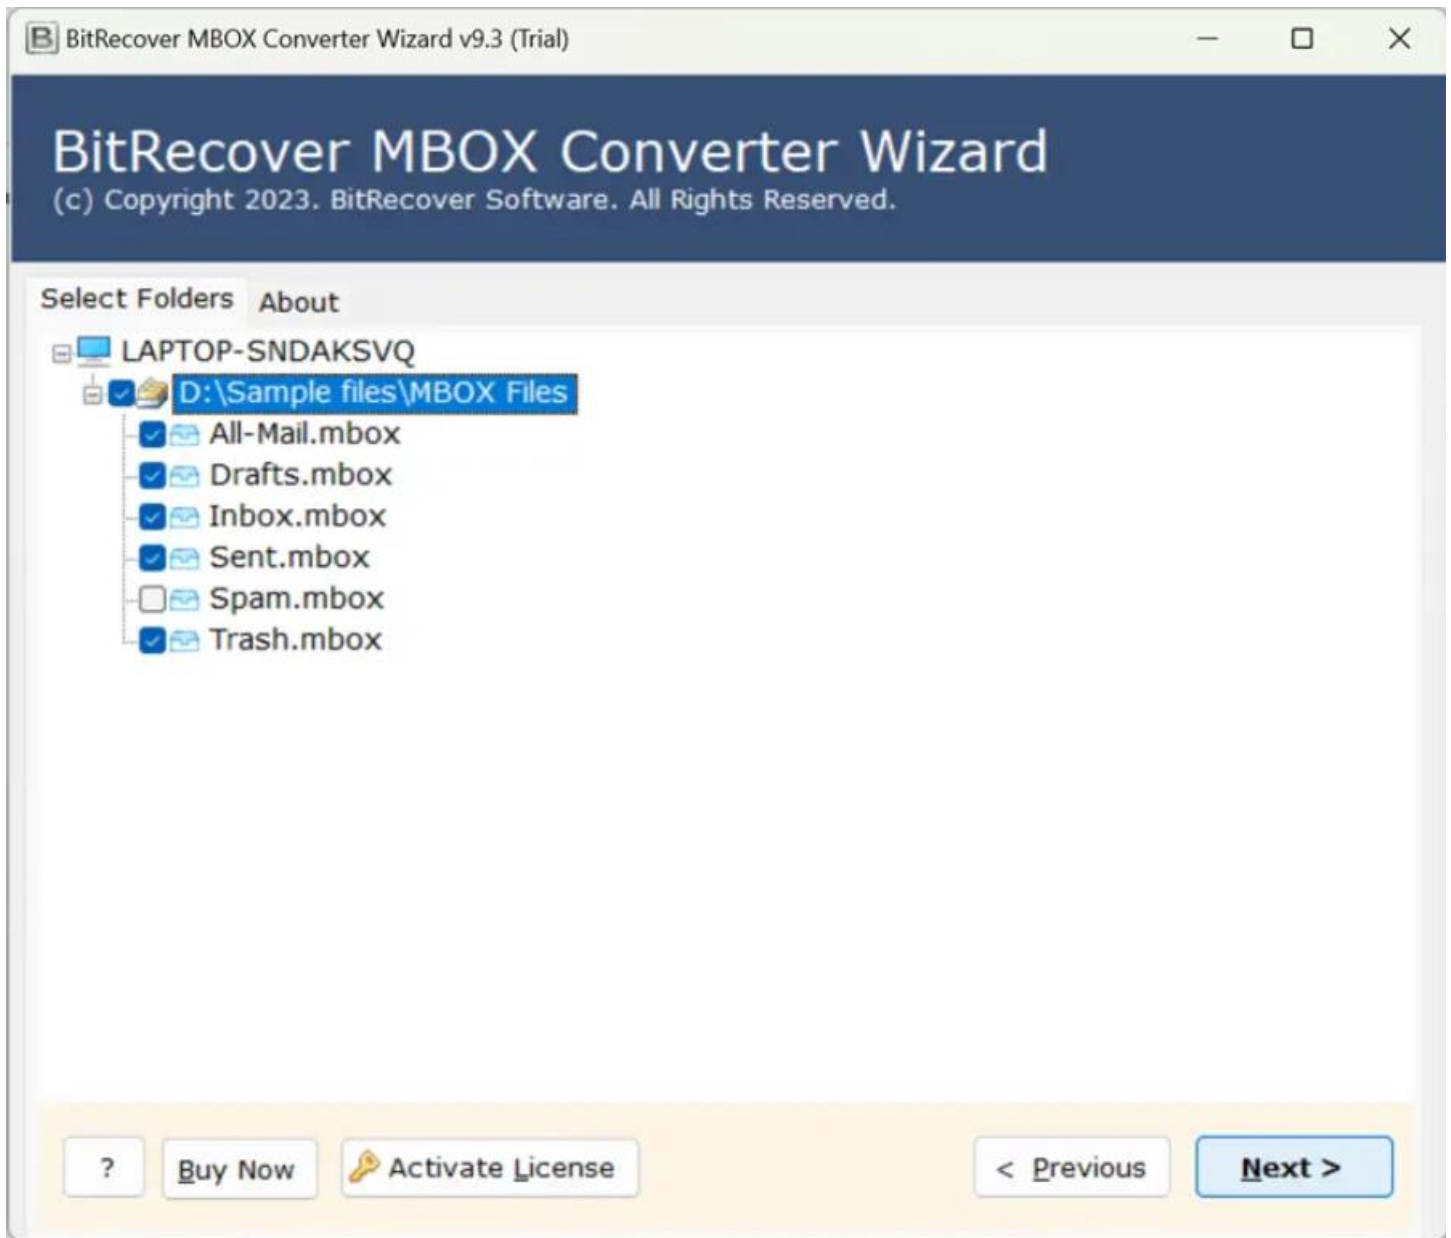 BitRecover MBOX Converter Wizard v9.3 (Trial)
BitRecover MBOX Converter Wizard
(c) Copyright 2023. BitRecover Software. All Rights Reserved.
Select Folders About
LAPTOP-SNDAKSVQ
D:\Sample files\MBOX Files
All-Mail.mbox
Drafts.mbox
Inbox.mbox
Sent.mbox
Spam.mbox
Trash.mbox
? Buy Now Activate License < Previous Next >